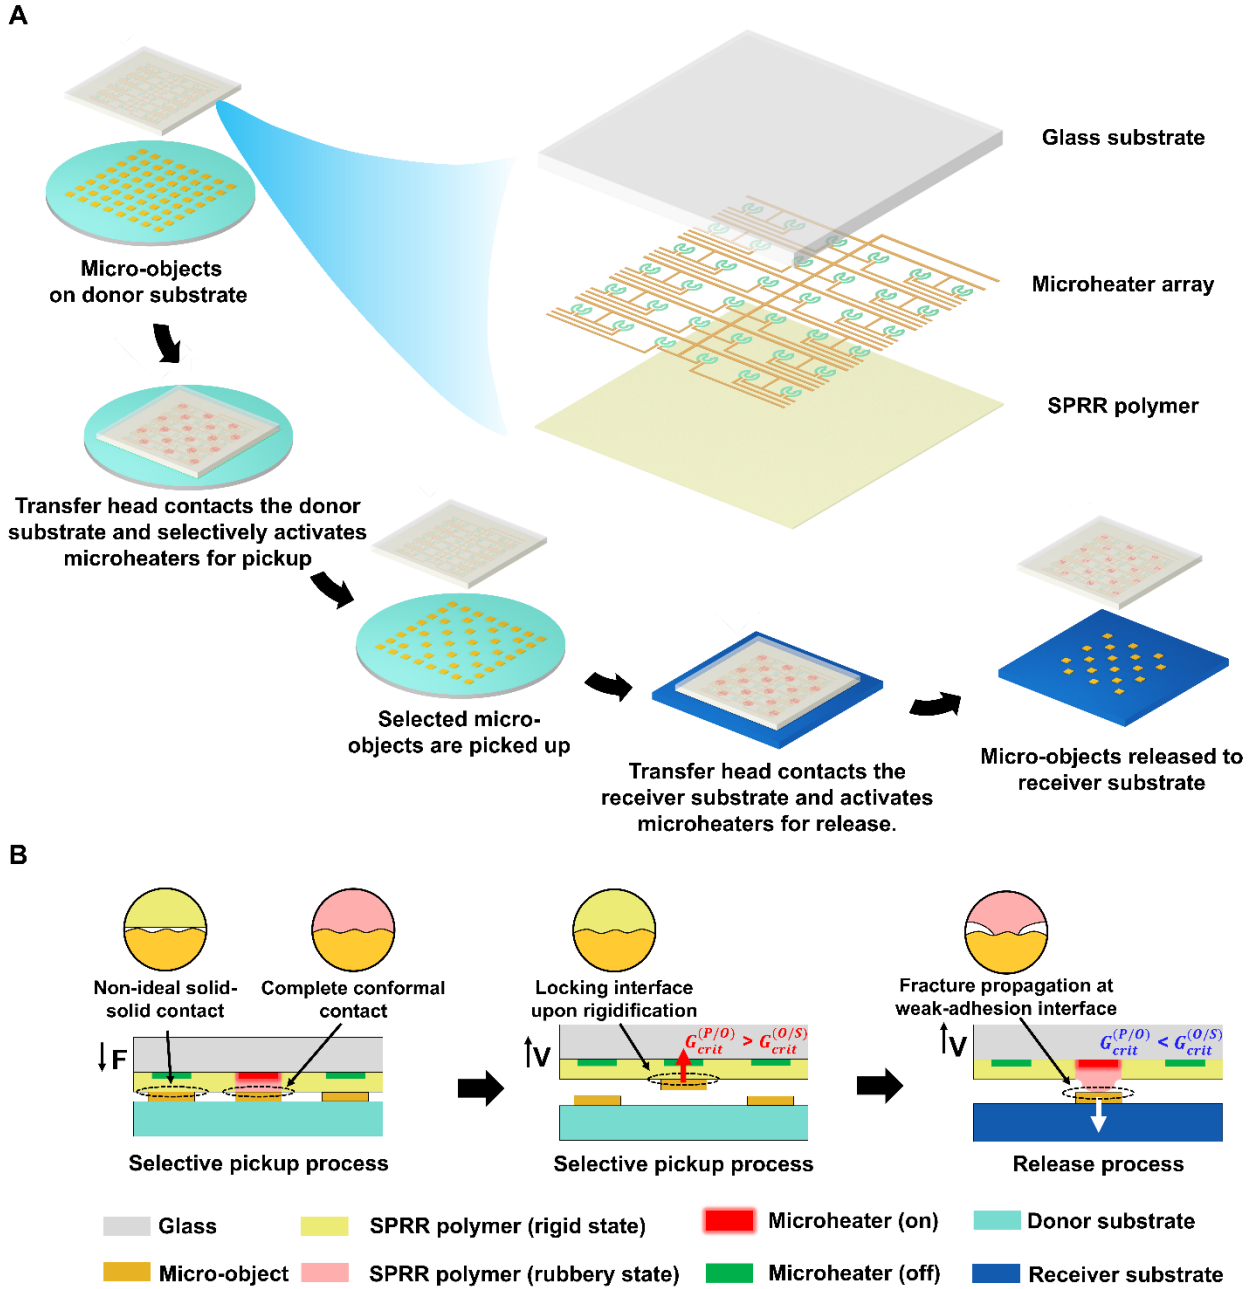 A
Glass substrate
Microheater array
SPRR polymer
Micro-objects
on donor substrate
Transfer head contacts the donor
substrate and selectively activates
microheaters for pickup
Selected micro-
objects are picked up
Transfer head contacts the
receiver substrate and activates
microheaters for release.
Micro-objects released to
receiver substrate
B
Non-ideal solid-
solid contact
Complete conformal
contact
F
Selective pickup process
Locking interface
upon rigidification
V
G_{crit}^{(P/O)} > G_{crit}^{(O/S)}
Selective pickup process
Fracture propagation at
weak-adhesion interface
V
G_{crit}^{(P/O)} < G_{crit}^{(O/S)}
Release process
Glass
SPRR polymer (rigid state)
Microheater (on)
Donor substrate
Micro-object
SPRR polymer (rubbery state)
Microheater (off)
Receiver substrate